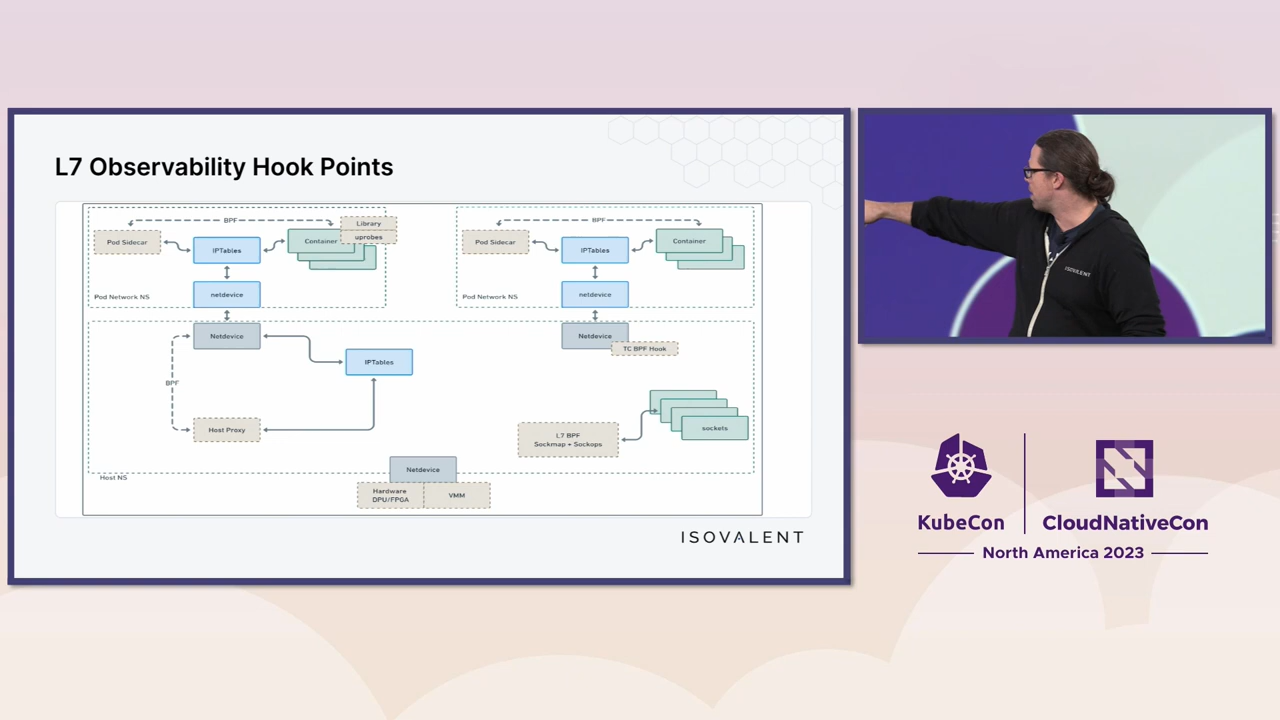 L7 Observability Hook Points
BPF
Library
uprobes
Pod Sidecar
IPTables
Container
netdevice
Pod Network NS
BPF
Pod Sidecar
IPTables
Container
netdevice
Pod Network NS
Netdevice
IPTables
BPF
Host Proxy
Netdevice
TC BPF Hook
L7 BPF
Sockmap + Sockops
sockets
Host NS
Netdevice
Hardware
DPU/FPGA
VMM
ISOVALENT
ISOVALENT
KubeCon
CloudNativeCon
North America 2023